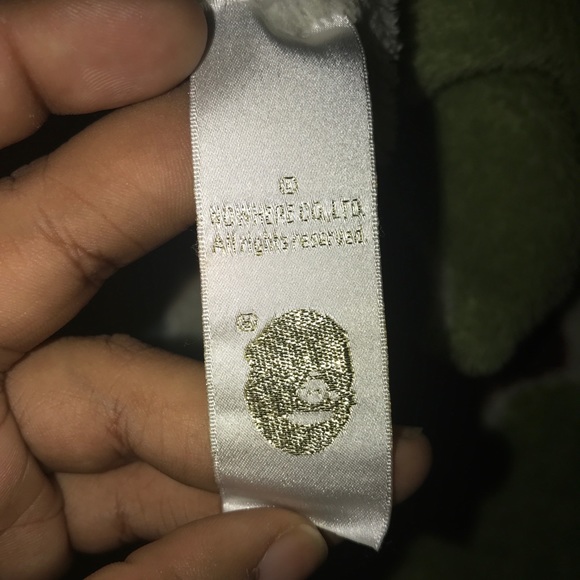 ©
NOWHERE CO., LTD.
All rights reserved.
®